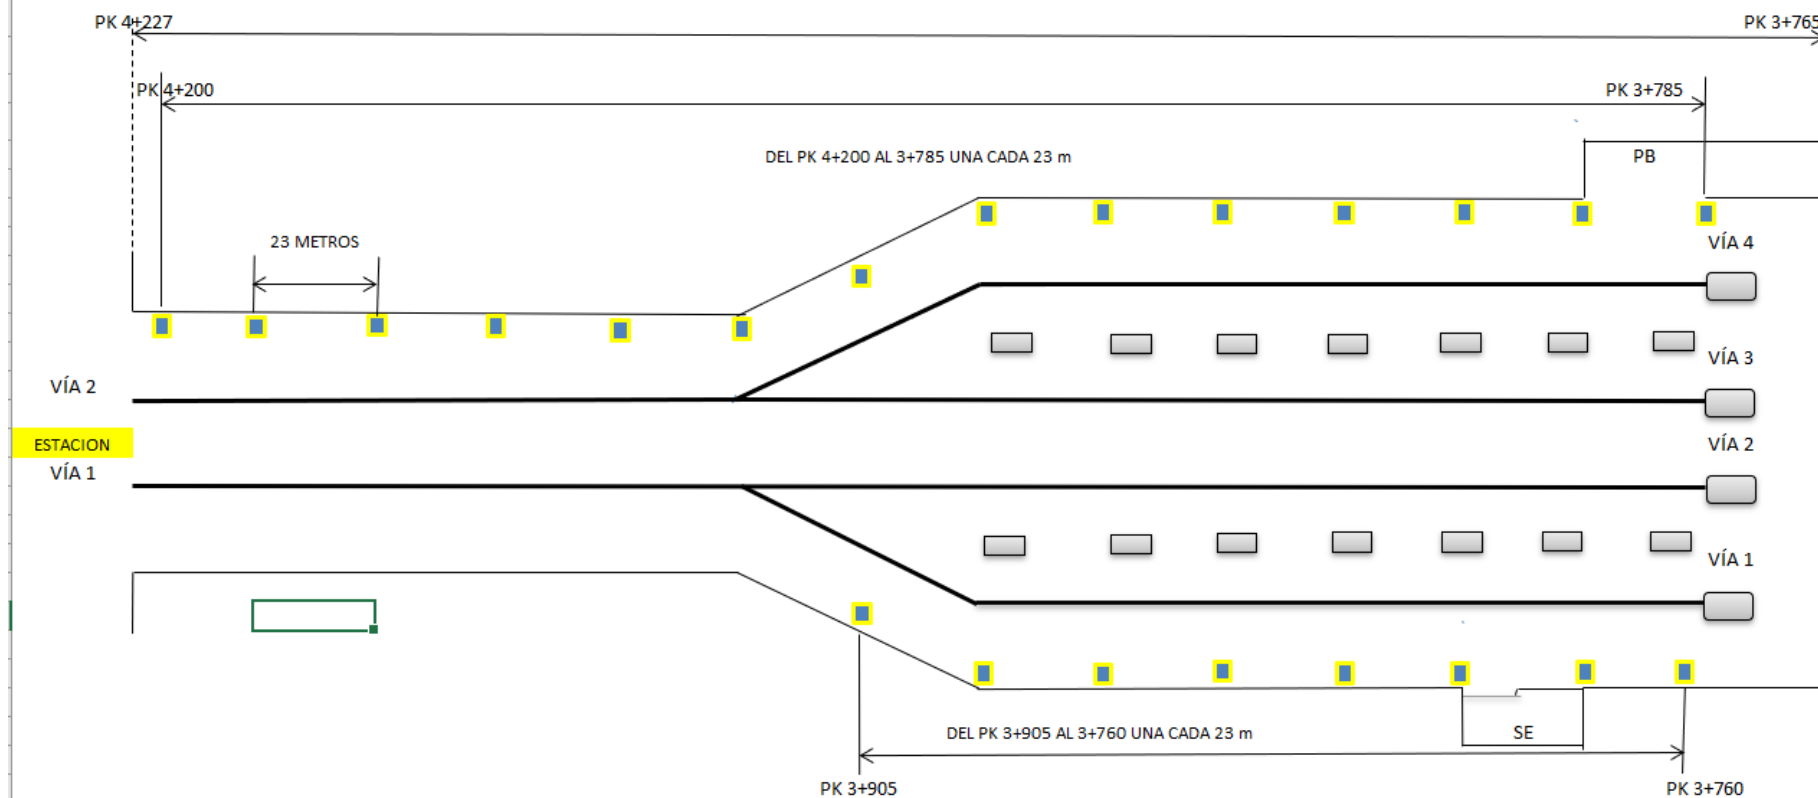 PK 4+227
PK 3+765
PK 4+200
PK 3+785
DEL PK 4+200 AL 3+785 UNA CADA 23 m
PB
23 METROS
VÍA 4
VÍA 3
VÍA 2
ESTACION
VÍA 2
VÍA 1
VÍA 1
DEL PK 3+905 AL 3+760 UNA CADA 23 m
SE
PK 3+905
PK 3+760